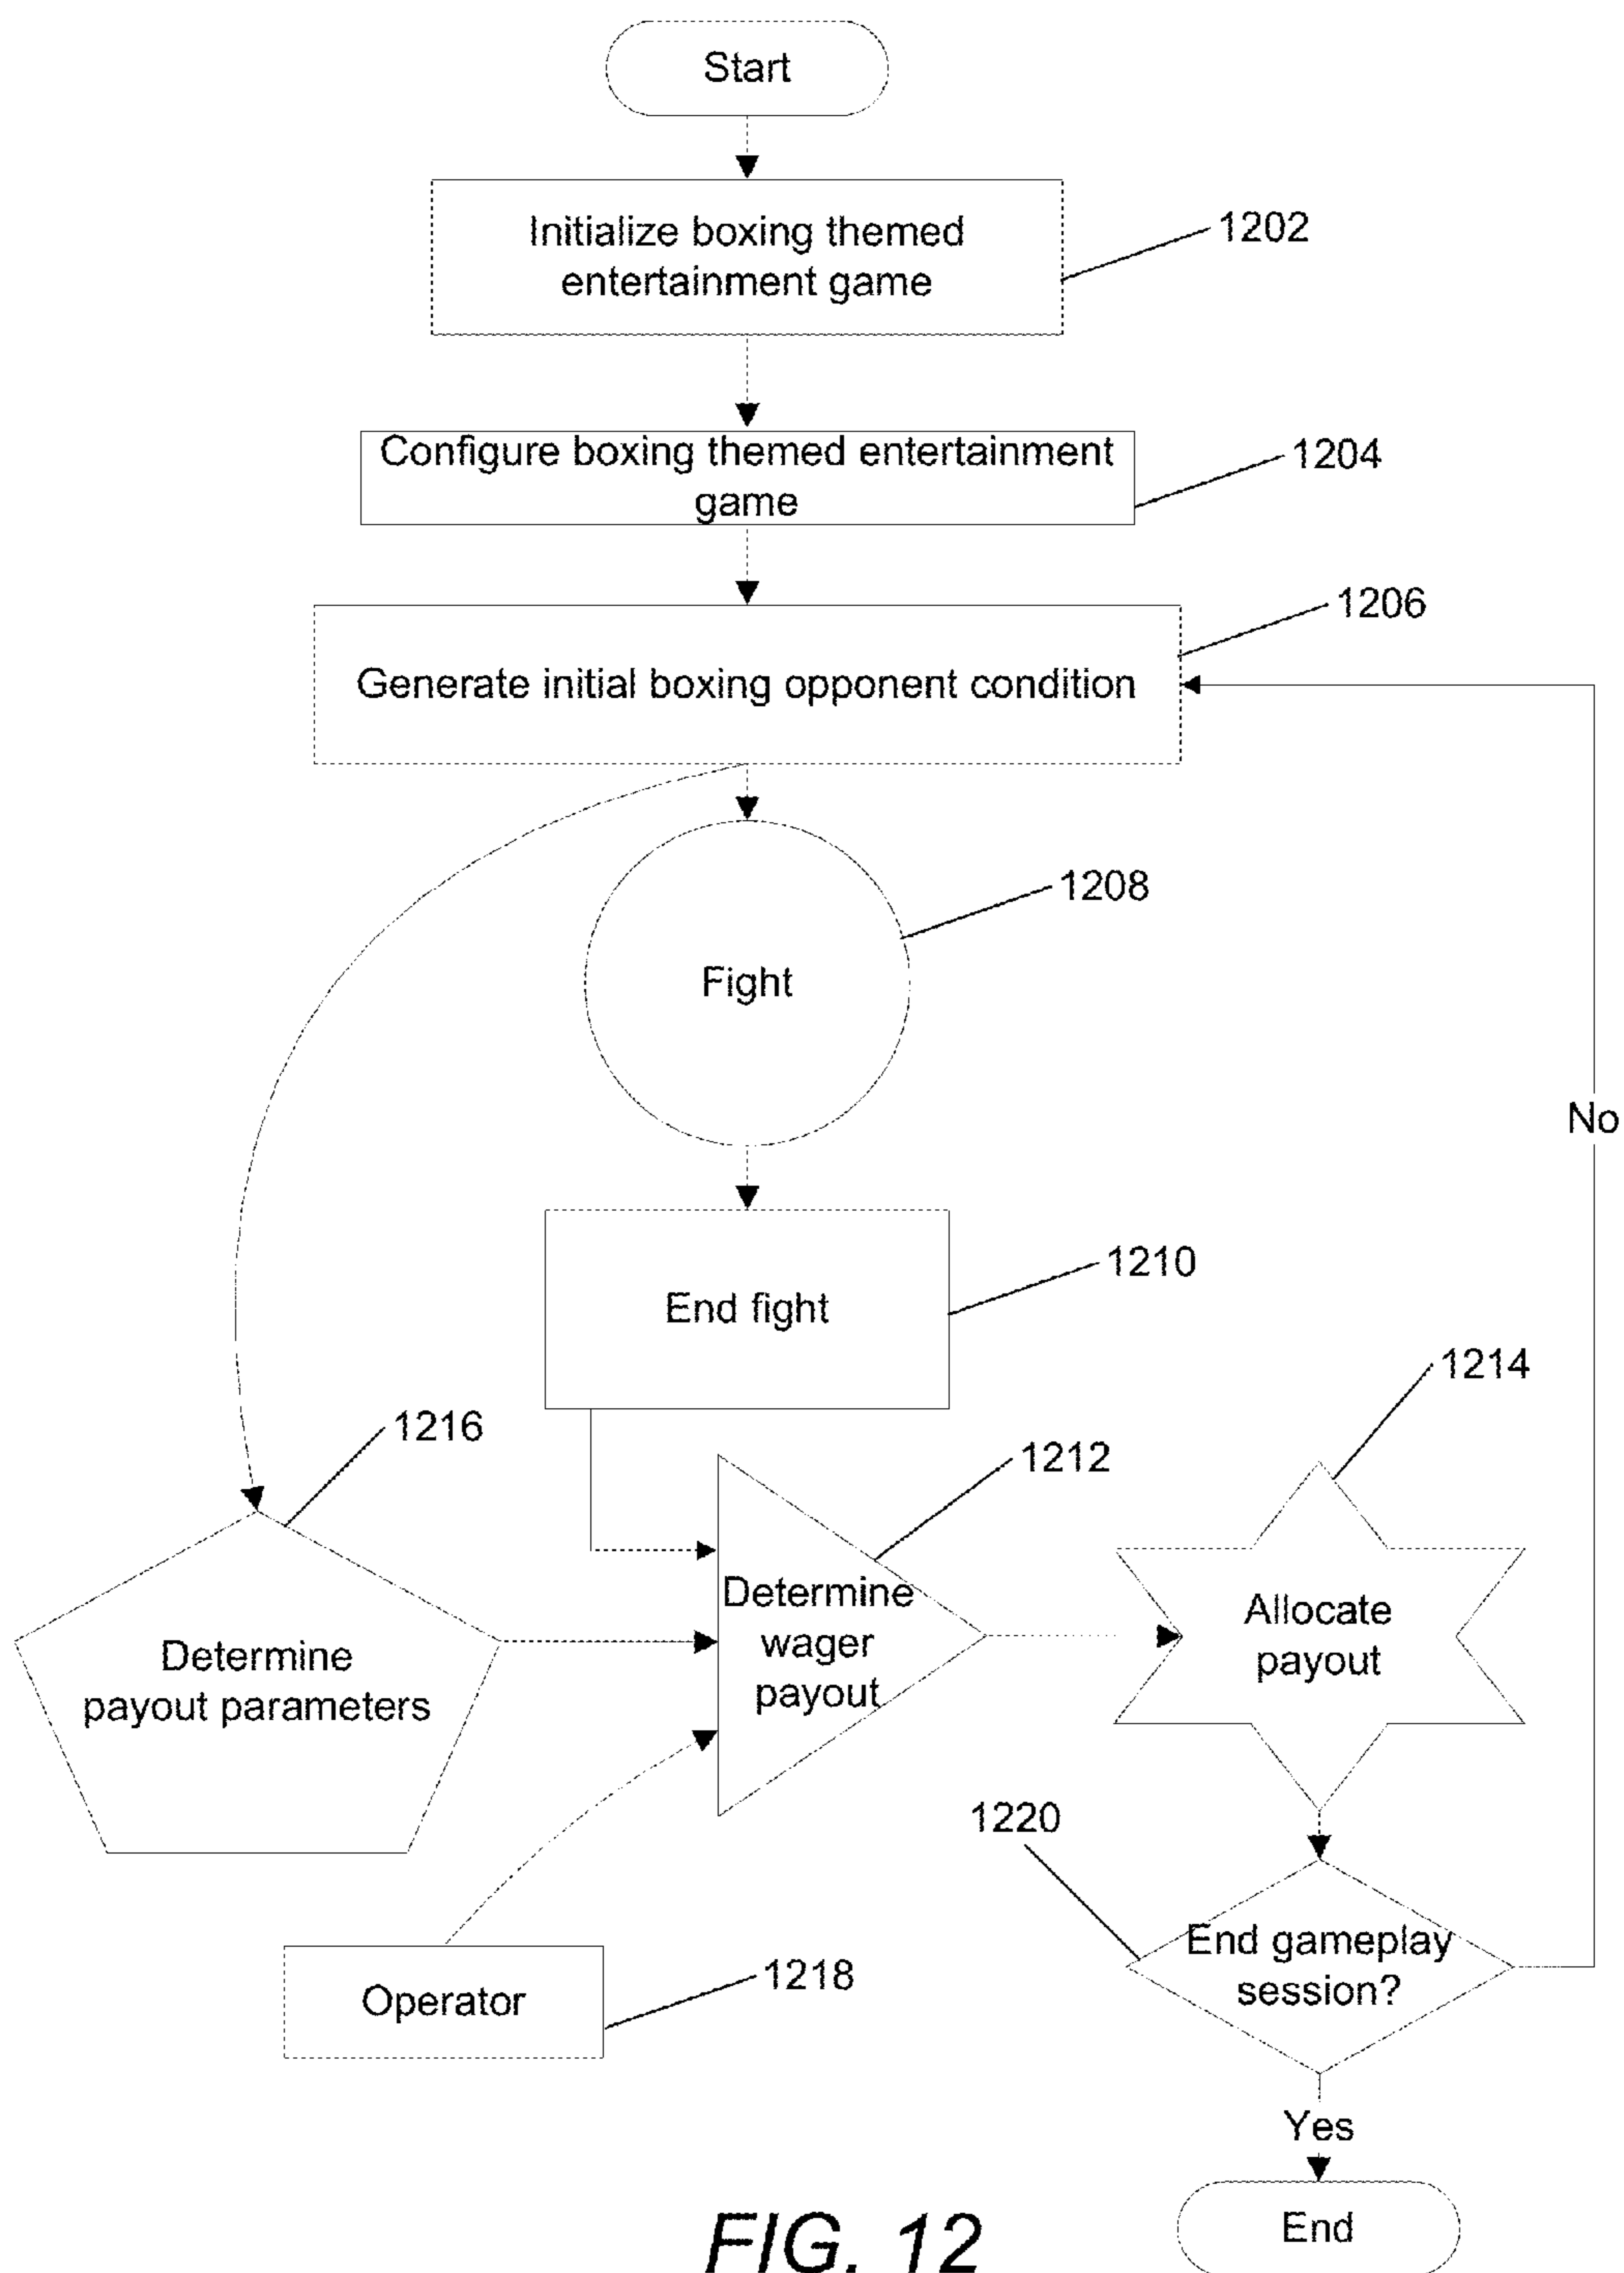 Start
Initialize boxing themed
entertainment game
1202
Configure boxing themed entertainment
game
1204
1206
Generate initial boxing opponent condition
1208
Fight
No
1210
End fight
1214
1216
1212
Determine
payout parameters
Determine
wager
payout
Allocate
payout
1220
End gameplay
session?
1218
Operator
Yes
End
FIG. 12